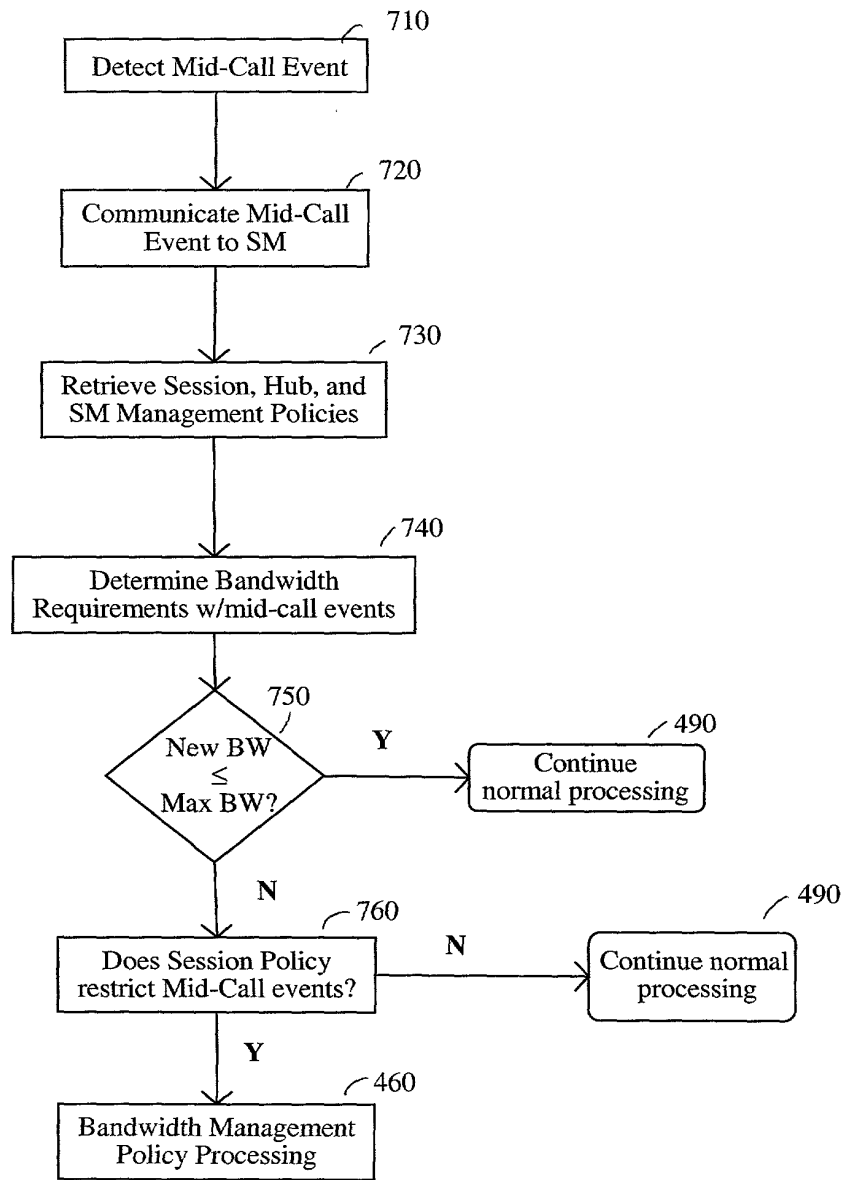 710
Detect Mid-Call Event
720
Communicate Mid-Call
Event to SM
730
Retrieve Session, Hub, and
SM Management Policies
740
Determine Bandwidth
Requirements w/mid-call events
750
New BW
≤
Max BW?
Y
490
Continue
normal processing
N
760
Does Session Policy
restrict Mid-Call events?
N
490
Continue normal
processing
Y
460
Bandwidth Management
Policy Processing